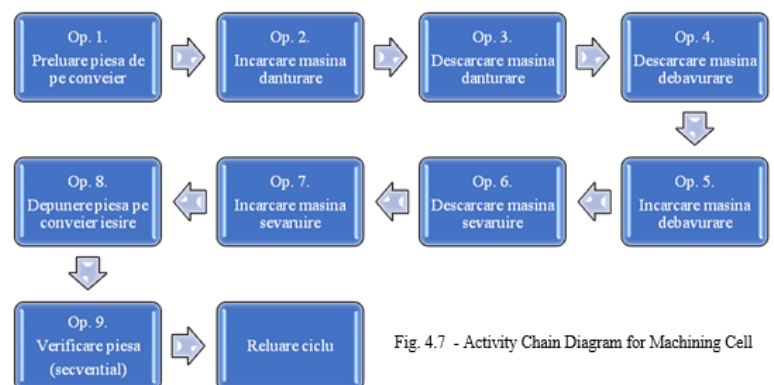 Op. 1.
Preluare piesa de
pe conveier
Op. 2.
Incarcare masina
danturare
Op. 3.
Descarcare masina
danturare
Op. 4.
Descarcare masina
debavurare
Op. 5.
Incarcare masina
debavurare
Op. 6.
Descarcare masina
sevaruire
Op. 7.
Incarcare masina
sevaruire
Op. 8.
Depunere piesa pe
conveier iesire
Op. 9.
Verificare piesa
(secvential)
Reluare ciclu
Fig. 4.7 - Activity Chain Diagram for Machining Cell